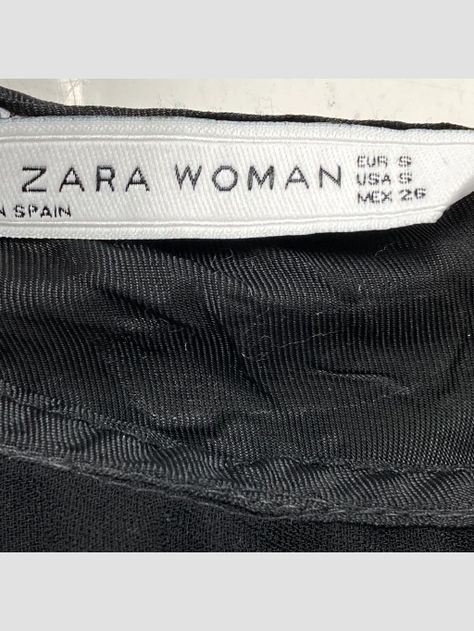 ZARA WOMAN
EUR S
USA S
MEX 26
N SPAIN